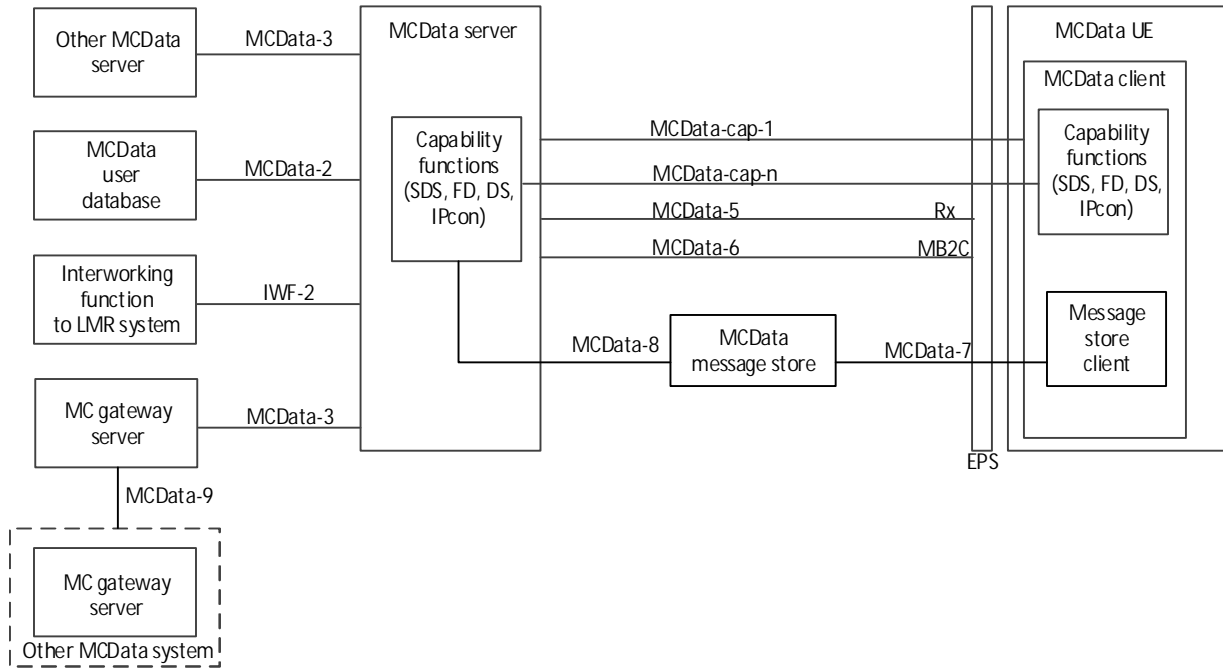 Other MCData
server
MCData-3
MCData server
MCData UE
MCData client
MCData
user
database
MCData-2
Capability
functions
(SDS, FD, DS,
IPcon)
MCData-cap-1
MCData-cap-n
MCData-5
Rx
MCData-6
MB2C
Capability
functions
(SDS, FD, DS,
IPcon)
Interworking
function
to LMR system
IWF-2
MCData-8
MCData
message store
MCData-7
Message
store
client
MC gateway
server
MCData-3
EPS
MCData-9
MC gateway
server
Other MCData system